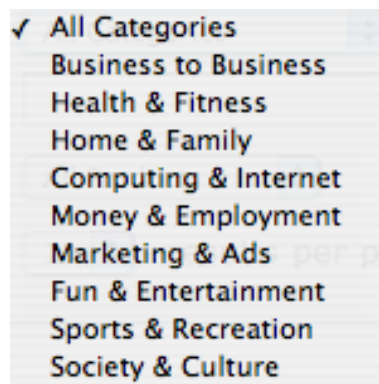 ✓ All Categories
Business to Business
Health & Fitness
Home & Family
Computing & Internet
Money & Employment
Marketing & Ads
Fun & Entertainment
Sports & Recreation
Society & Culture